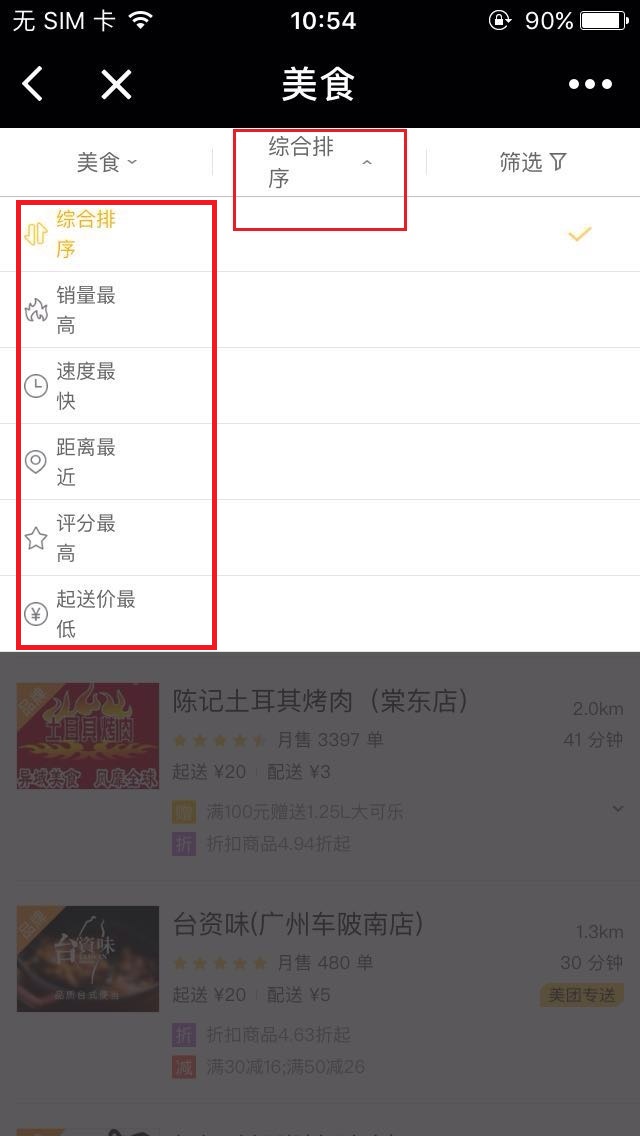 无 SIM 卡
10:54
90%
美食
美食
综合排
序
筛选
综合排
序
销量最
高
速度最
快
距离最
近
评分最
高
¥
起送价最
低
品牌
土耳其烤肉
异域美食 风靡全球
陈记土耳其烤肉（棠东店）
2.0km
月售 3397 单
41 分钟
起送 ¥20
配送 ¥3
赠 满100元赠送1.25L大可乐
折 折扣商品4.94折起
品牌
台資味
品质台式便当
台资味(广州车陂南店)
1.3km
月售 480 单
30 分钟
起送 ¥20
配送 ¥5
美团专送
折 折扣商品4.63折起
减 满30减16;满50减26